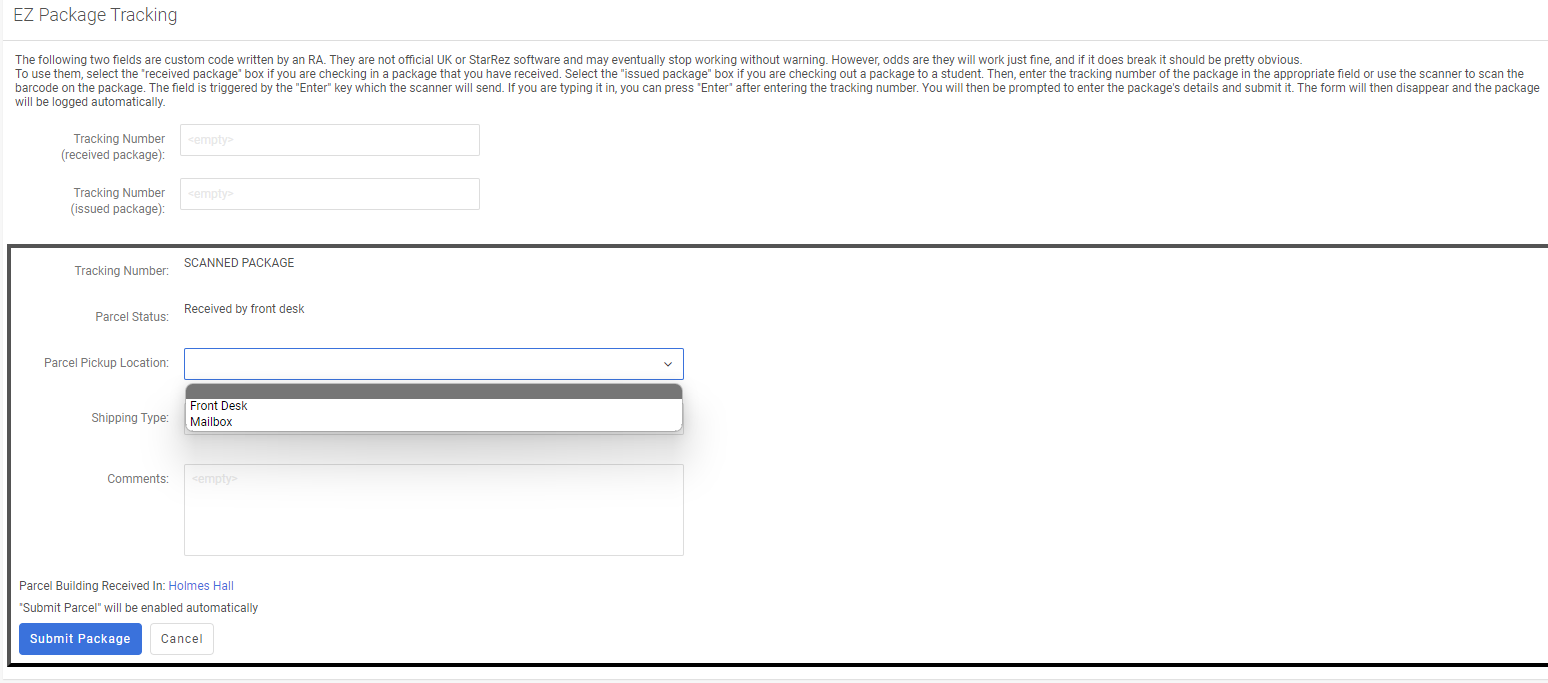 EZ Package Tracking
The following two fields are custom code written by an RA. They are not official UK or StarRez software and may eventually stop working without warning. However, odds are they will work just fine, and if it does break it should be pretty obvious.
To use them, select the "received package" box if you are checking in a package that you have received. Select the "issued package" box if you are checking out a package to a student. Then, enter the tracking number of the package in the appropriate field or use the scanner to scan the
barcode on the package. The field is triggered by the "Enter" key which the scanner will send. If you are typing it in, you can press "Enter" after entering the tracking number. You will then be prompted to enter the package's details and submit it. The form will then disappear and the package
will be logged automatically.
Tracking Number
(received package):
<empty>
Tracking Number
(issued package):
<empty>
Tracking Number:
SCANNED PACKAGE
Parcel Status:
Received by front desk
Parcel Pickup Location:
Front Desk
Mailbox
Shipping Type:
Comments:
<empty>
Parcel Building Received In: Holmes Hall
"Submit Parcel" will be enabled automatically
Submit Package
Cancel